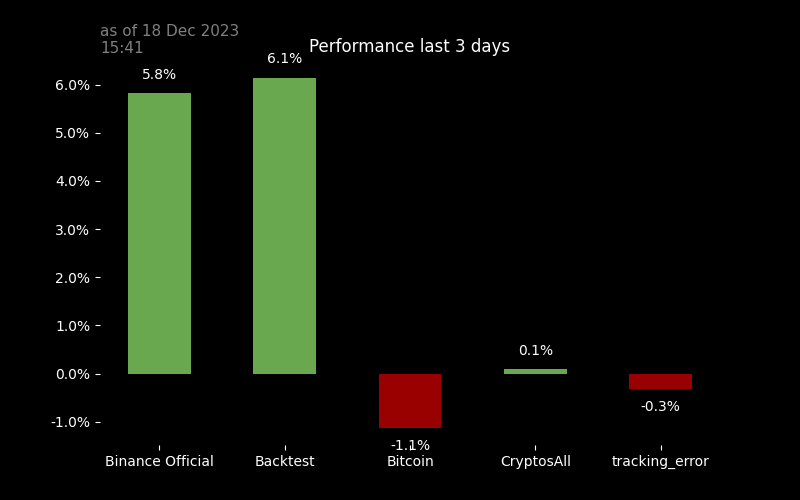 as of 18 Dec 2023
15:41
Performance last 3 days
5.8%
6.1%
6.0%
5.0%
4.0%
3.0%
2.0%
1.0%
0.1%
0.0%
-0.3%
-1.0%
-1.1%
Binance Official
Backtest
Bitcoin
CryptosAll
tracking_error